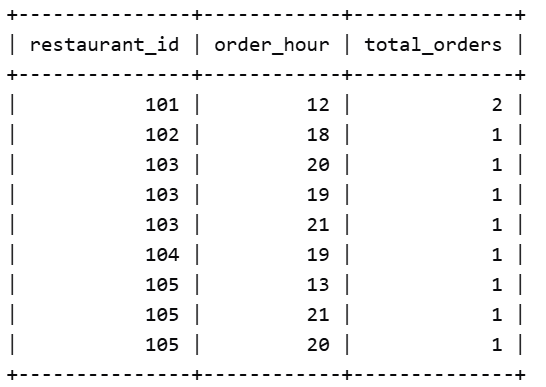 +---------------+------------+--------------+
| restaurant_id | order_hour | total_orders |
+---------------+------------+--------------+
|           101 |         12 |            2 |
|           102 |         18 |            1 |
|           103 |         20 |            1 |
|           103 |         19 |            1 |
|           103 |         21 |            1 |
|           104 |         19 |            1 |
|           105 |         13 |            1 |
|           105 |         21 |            1 |
|           105 |         20 |            1 |
+---------------+------------+--------------+